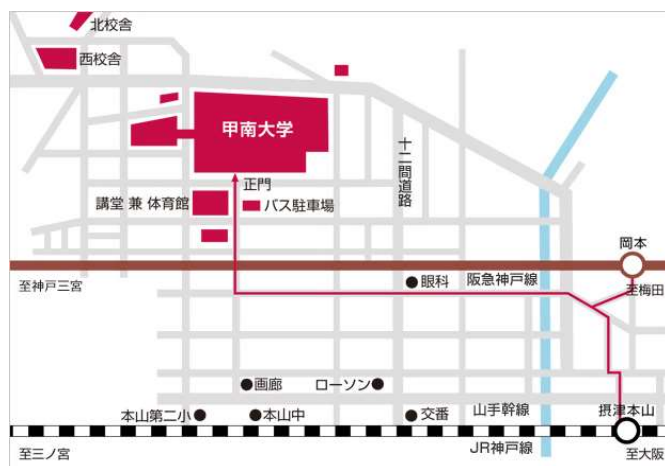 北校舎
西校舎
甲南大学
十二間道路
正門
講堂 兼 体育館
バス駐車場
岡本
至神戸三宮
眼科
阪急神戸線
至梅田
画廊
ローソン
本山第二小
本山中
交番
山手幹線
摂津本山
至三ノ宮
JR神戸線
至大阪